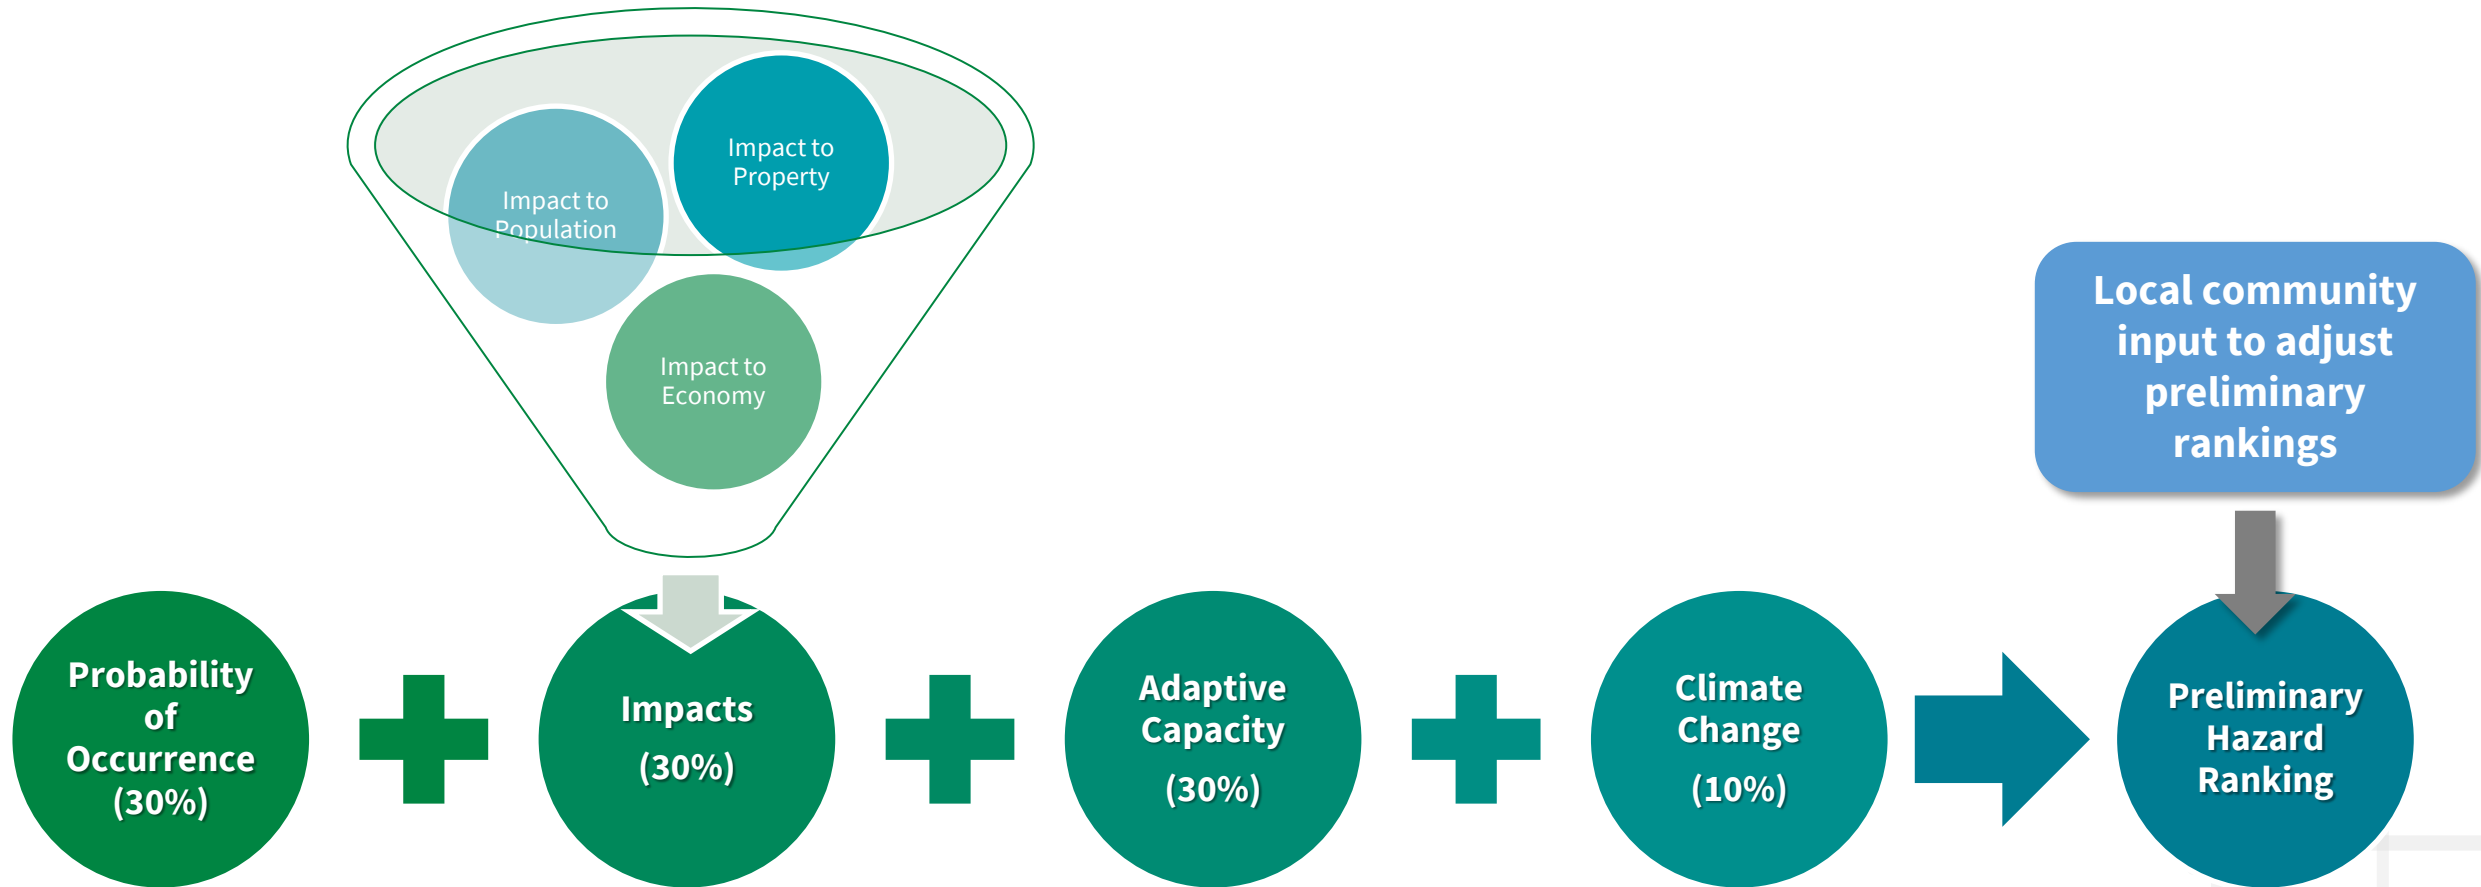 Impact to
Property
Impact to
Population
Impact to
Economy
Local community
input to adjust
preliminary
rankings
Probability
of
Occurrence
(30%)
Impacts
(30%)
Adaptive
Capacity
(30%)
Climate
Change
(10%)
Preliminary
Hazard
Ranking